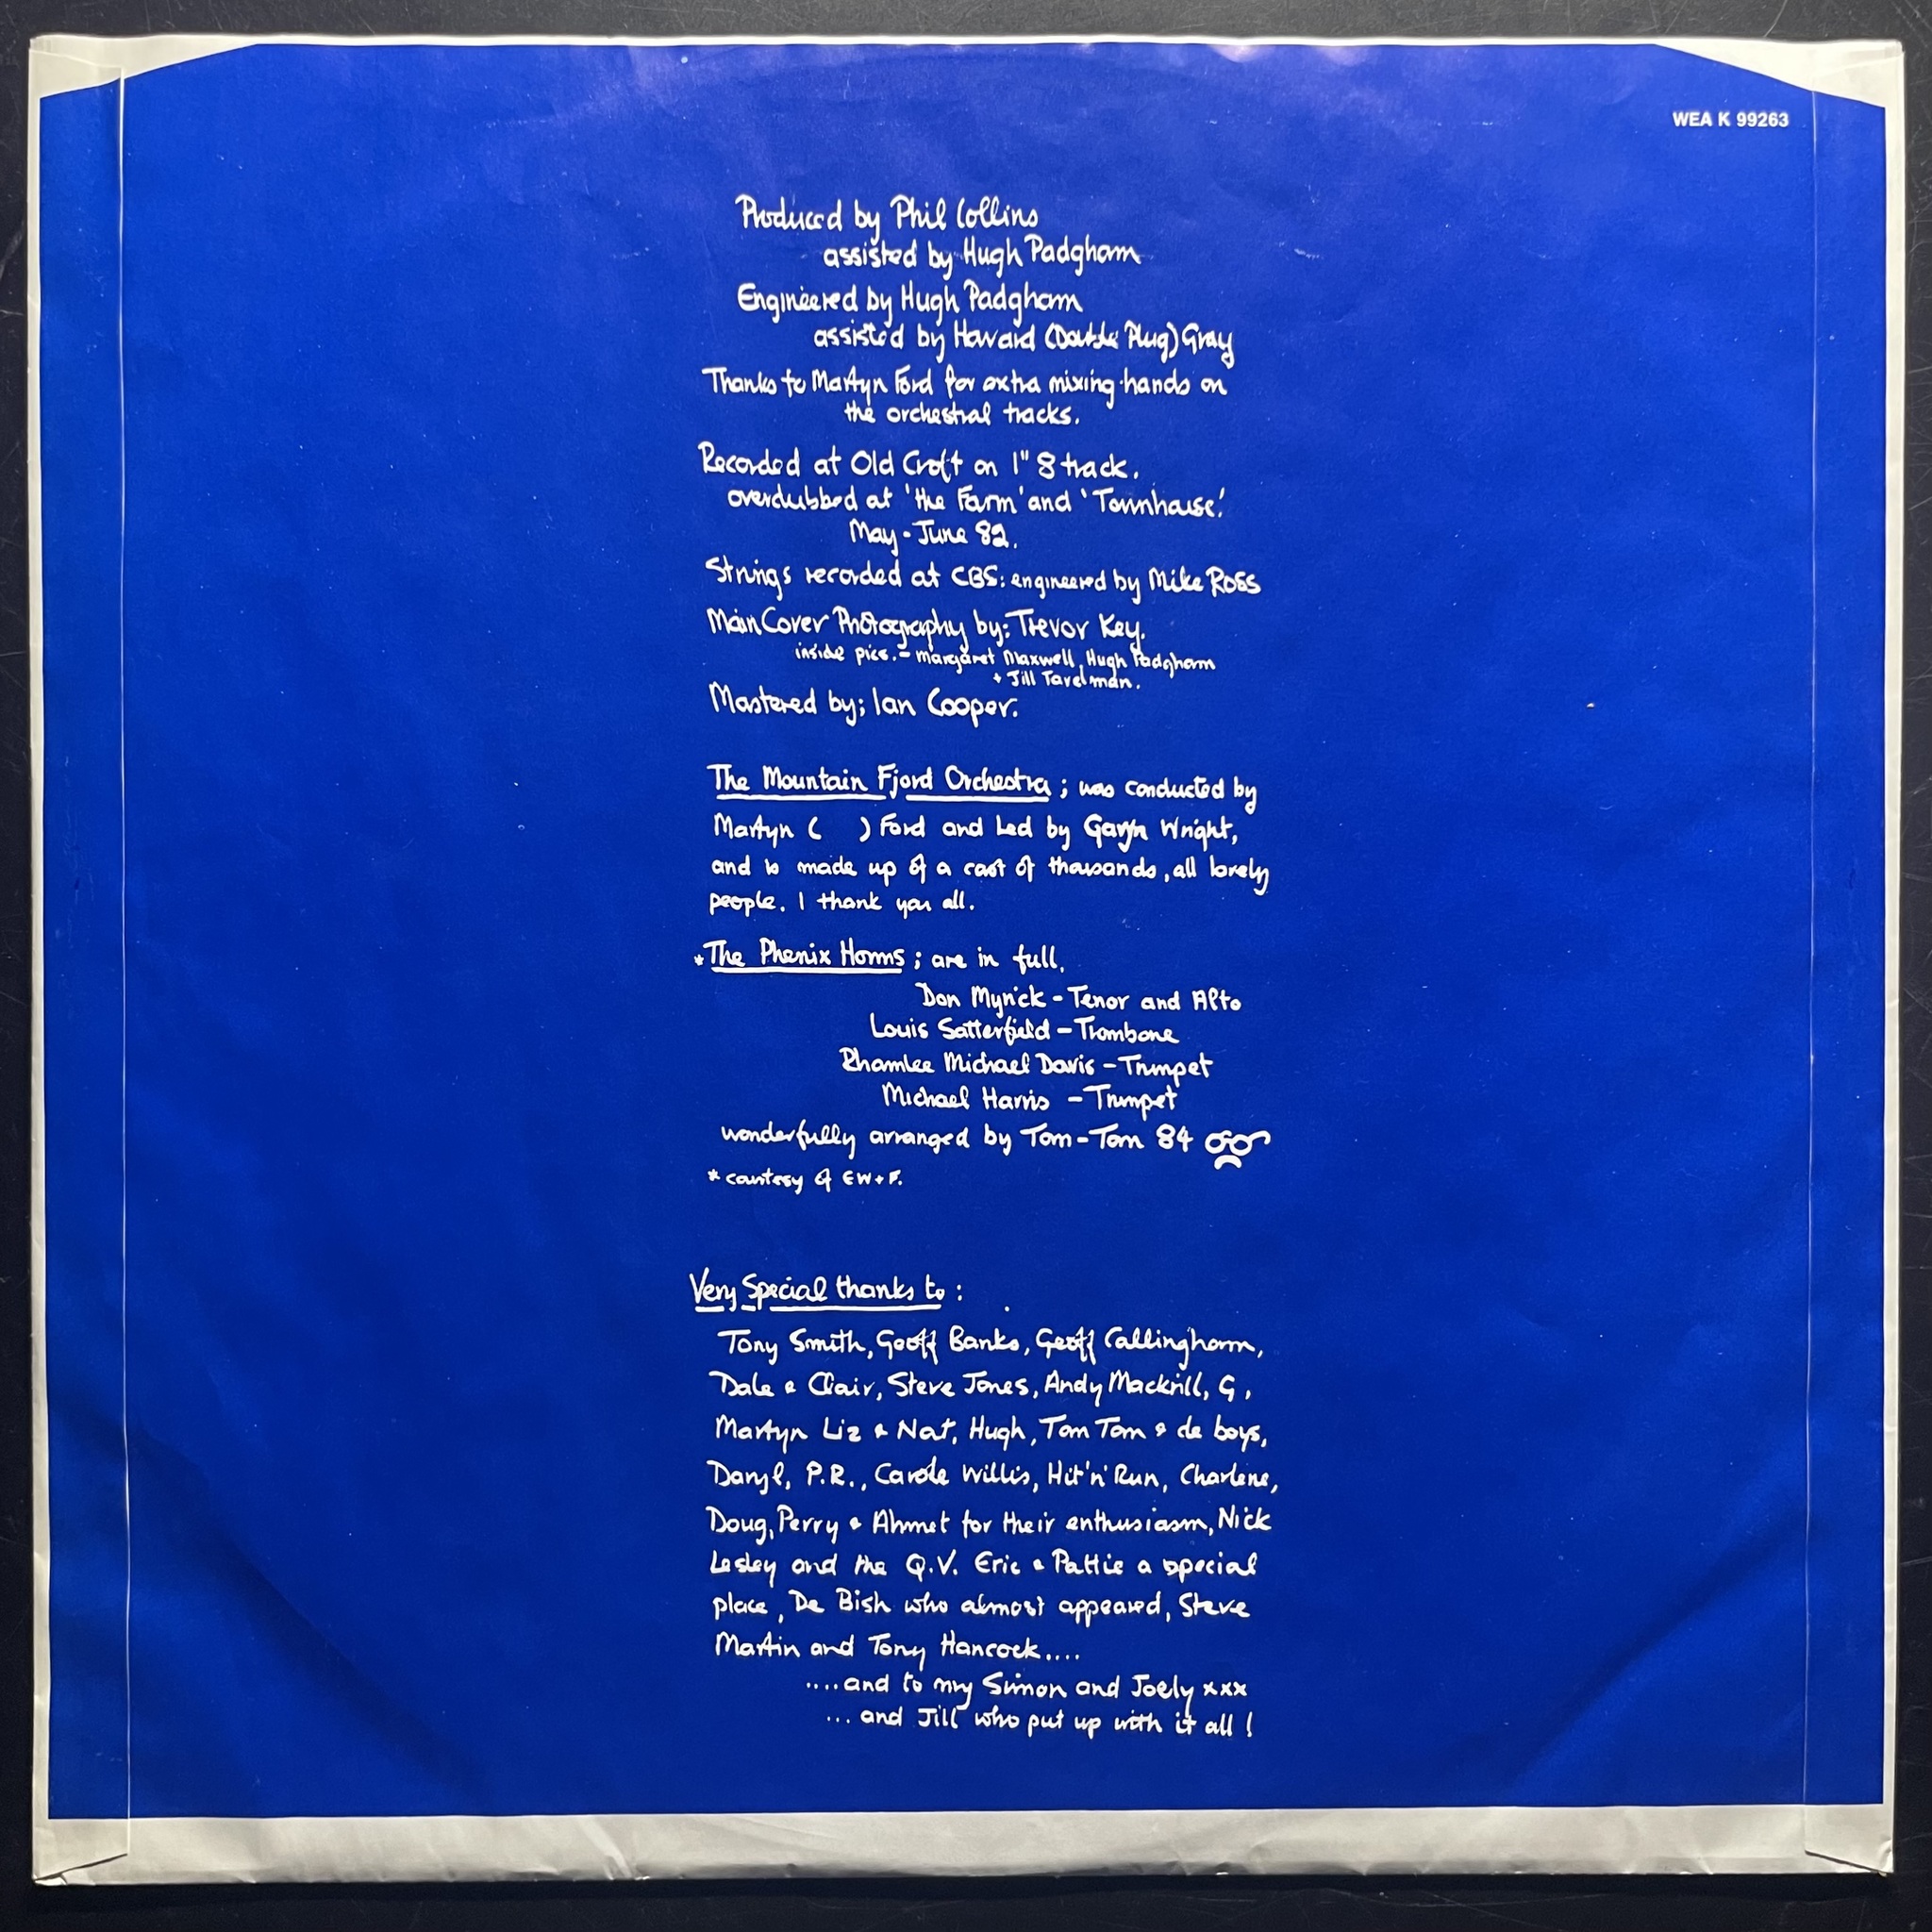 WEA K 99263
Produced by Phil Collins
assisted by Hugh Padgham
Engineered by Hugh Padgham
assisted by Howard (Double Plug) Gray
Thanks to Martyn Ford for extra mixing hands on
the orchestral tracks.
Recorded at Old Croft on 1" 8 track.
overdubbed at 'the Farm' and 'Townhouse'.
May - June 82.
Strings recorded at CBS: engineered by Mike Ross
Main Cover Photography by: Trevor Key.
inside pics. - Margaret Maxwell, Hugh Padgham
+ Jill Tavelman.
Mastered by; Ian Cooper.
The Mountain Fjord Orchestra ; was conducted by
Martyn ( ) Ford and Led by Gavyn Wright,
and is made up of a cast of thousands, all lovely
people. I thank you all.
*The Phenix Horns ; are in full.
Don Myrick - Tenor and Alto
Louis Satterfield - Trombone
Rhamlee Michael Davis - Trumpet
Michael Harris - Trumpet
wonderfully arranged by Tom-Tom 84
* courtesy of EW+F.
Very Special thanks to :
Tony Smith, Geoff Banks, Geoff Callingham,
Dale & Clair, Steve Jones, Andy Mackrill, G,
Martyn Liz & Nat, Hugh, Tom Tom & de boys,
Daryl, P.R., Carole Willis, Hit'n'Run, Charlene,
Doug, Perry & Ahmet for their enthusiasm, Nick
Lesley and the Q.V. Eric & Pattie a special
place, De Bish who almost appeared, Steve
Martin and Tony Hancock....
....and to my Simon and Joely xxx
... and Jill who put up with it all !